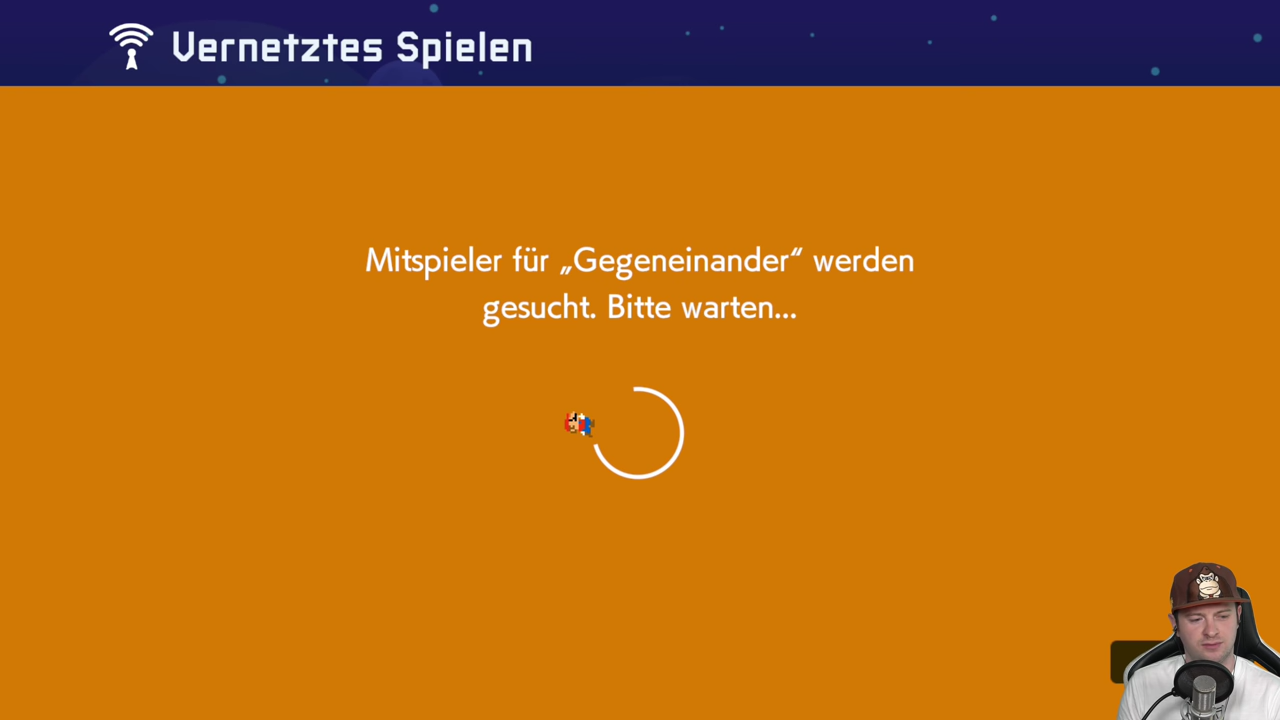 Vernetztes Spielen
Mitspieler für „Gegeneinander“ werden
gesucht. Bitte warten...